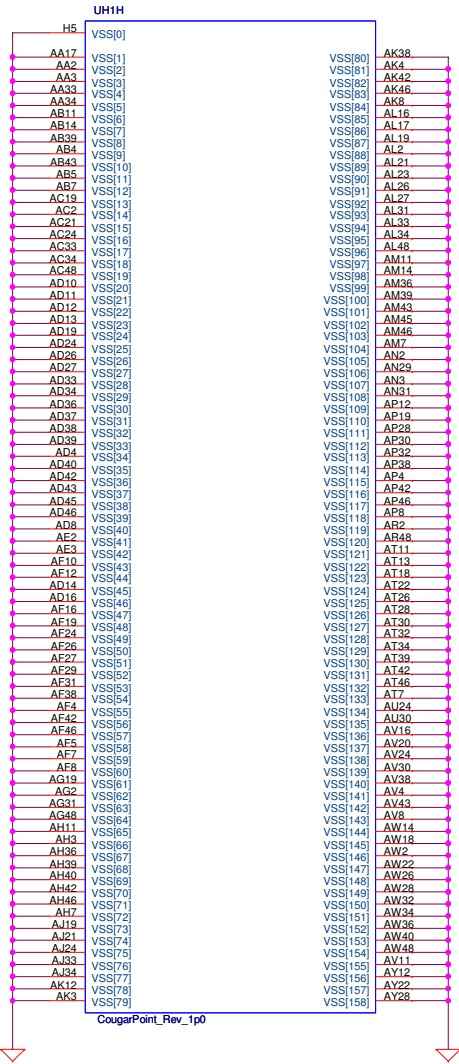 UH1H
H5 VSS[0]
AA17 VSS[1] VSS[80] AK38
AA2 VSS[2] VSS[81] AK4
AA3 VSS[3] VSS[82] AK42
AA33 VSS[4] VSS[83] AK46
AA34 VSS[5] VSS[84] AK8
AB11 VSS[6] VSS[85] AL16
AB14 VSS[7] VSS[86] AL17
AB39 VSS[8] VSS[87] AL19
AB4 VSS[9] VSS[88] AL2
AB43 VSS[10] VSS[89] AL21
AB5 VSS[11] VSS[90] AL23
AB7 VSS[12] VSS[91] AL26
AC19 VSS[13] VSS[92] AL27
AC2 VSS[14] VSS[93] AL31
AC21 VSS[15] VSS[94] AL33
AC24 VSS[16] VSS[95] AL34
AC33 VSS[17] VSS[96] AL48
AC34 VSS[18] VSS[97] AM11
AC48 VSS[19] VSS[98] AM14
AD10 VSS[20] VSS[99] AM36
AD11 VSS[21] VSS[100] AM39
AD12 VSS[22] VSS[101] AM43
AD13 VSS[23] VSS[102] AM45
AD19 VSS[24] VSS[103] AM46
AD24 VSS[25] VSS[104] AM7
AD26 VSS[26] VSS[105] AN2
AD27 VSS[27] VSS[106] AN29
AD33 VSS[28] VSS[107] AN3
AD34 VSS[29] VSS[108] AN31
AD36 VSS[30] VSS[109] AP12
AD37 VSS[31] VSS[110] AP19
AD38 VSS[32] VSS[111] AP28
AD39 VSS[33] VSS[112] AP30
AD4 VSS[34] VSS[113] AP32
AD40 VSS[35] VSS[114] AP38
AD42 VSS[36] VSS[115] AP4
AD43 VSS[37] VSS[116] AP42
AD45 VSS[38] VSS[117] AP46
AD46 VSS[39] VSS[118] AP8
AD8 VSS[40] VSS[119] AR2
AE2 VSS[41] VSS[120] AR48
AE3 VSS[42] VSS[121] AT11
AF10 VSS[43] VSS[122] AT13
AF12 VSS[44] VSS[123] AT18
AD14 VSS[45] VSS[124] AT22
AD16 VSS[46] VSS[125] AT26
AF16 VSS[47] VSS[126] AT28
AF19 VSS[48] VSS[127] AT30
AF24 VSS[49] VSS[128] AT32
AF26 VSS[50] VSS[129] AT34
AF27 VSS[51] VSS[130] AT39
AF29 VSS[52] VSS[131] AT42
AF31 VSS[53] VSS[132] AT46
AF38 VSS[54] VSS[133] AT7
AF4 VSS[55] VSS[134] AU24
AF42 VSS[56] VSS[135] AU30
AF46 VSS[57] VSS[136] AV16
AF5 VSS[58] VSS[137] AV20
AF7 VSS[59] VSS[138] AV24
AF8 VSS[60] VSS[139] AV30
AG19 VSS[61] VSS[140] AV38
AG2 VSS[62] VSS[141] AV4
AG31 VSS[63] VSS[142] AV43
AG48 VSS[64] VSS[143] AV8
AH11 VSS[65] VSS[144] AW14
AH3 VSS[66] VSS[145] AW18
AH36 VSS[67] VSS[146] AW2
AH39 VSS[68] VSS[147] AW22
AH40 VSS[69] VSS[148] AW26
AH42 VSS[70] VSS[149] AW28
AH46 VSS[71] VSS[150] AW32
AH7 VSS[72] VSS[151] AW34
AJ19 VSS[73] VSS[152] AW36
AJ21 VSS[74] VSS[153] AW40
AJ24 VSS[75] VSS[154] AW48
AJ33 VSS[76] VSS[155] AV11
AJ34 VSS[77] VSS[156] AY12
AK12 VSS[78] VSS[157] AY22
AK3 VSS[79] VSS[158] AY28
CougarPoint_Rev_1p0